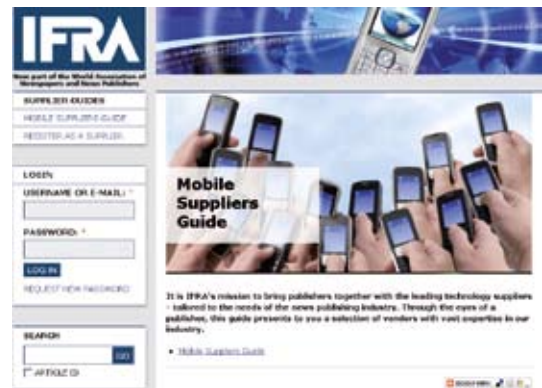 IFRA
Now part of the World Association of
Newspapers and News Publishers
SUPPLIER GUIDES
MOBILE SUPPLIERS GUIDE
REGISTER AS A SUPPLIER
LOGIN
USERNAME OR E-MAIL: *
PASSWORD: *
LOG IN
REQUEST NEW PASSWORD
SEARCH
GO
Mobile
Suppliers
Guide
It is IFRA's mission to bring publishers together with the leading technology suppliers
- tailored to the needs of the news publishing industry. Through the eyes of a
publisher, this guide presents to you a selection of vendors with vast expertise in our
industry.
• Mobile Suppliers Guide